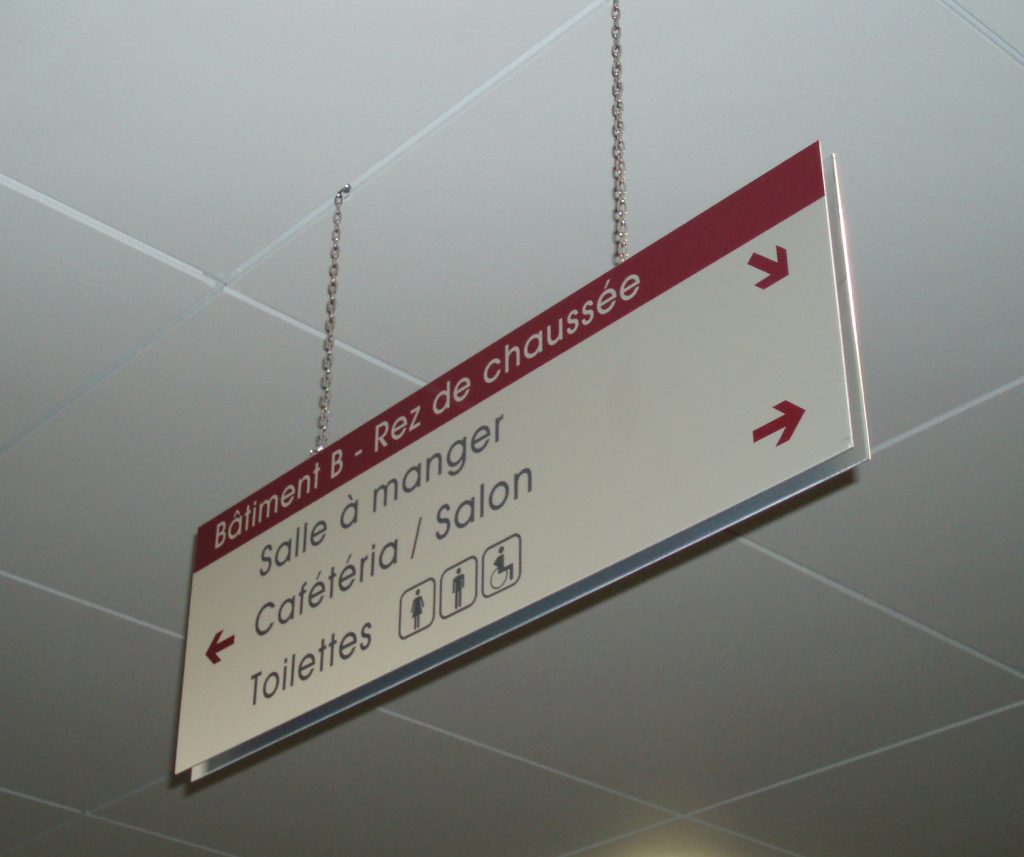 Bâtiment B - Rez de chaussée
Salle à manger
Cafétéria / Salon
Toilettes